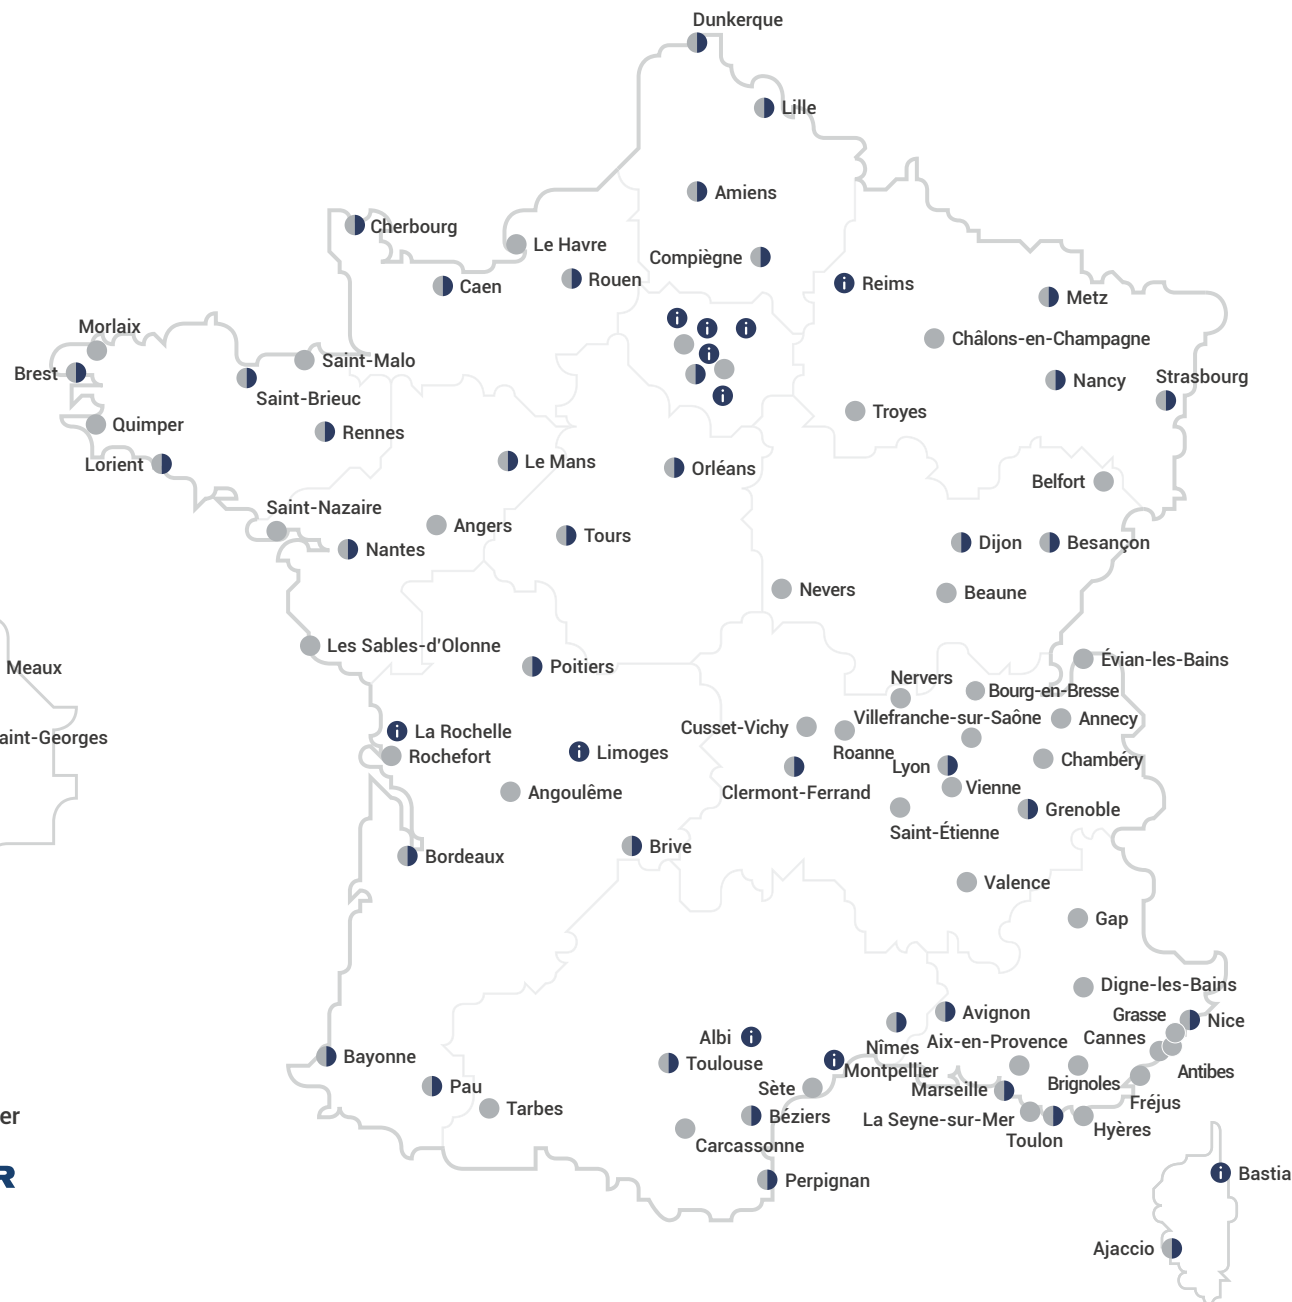 Dunkerque
Lille
Amiens
Cherbourg
Le Havre
Compiègne
Rouen
Caen
Reims
Metz
Morlaix
Châlons-en-Champagne
Saint-Malo
Brest
Nancy
Strasbourg
Saint-Brieuc
Troyes
Quimper
Rennes
Lorient
Le Mans
Orléans
Belfort
Saint-Nazaire
Angers
Tours
Nantes
Dijon
Besançon
Nevers
Beaune
Les Sables-d'Olonne
Évian-les-Bains
Meaux
Poitiers
Nervers
Bourg-en-Bresse
Villefranche-sur-Saône
Annecy
Cusset-Vichy
La Rochelle
aint-Georges
Limoges
Roanne
Rochefort
Chambéry
Lyon
Vienne
Angoulême
Clermont-Ferrand
Grenoble
Saint-Étienne
Brive
Bordeaux
Valence
Gap
Digne-les-Bains
Avignon
Grasse
Nice
Albi
Cannes
Nîmes
Aix-en-Provence
Bayonne
Toulouse
Montpellier
Antibes
Pau
Sète
Marseille
Brignoles
Fréjus
Tarbes
er
Béziers
La Seyne-sur-Mer
Hyères
Toulon
Carcassonne
R
Perpignan
Bastia
Ajaccio